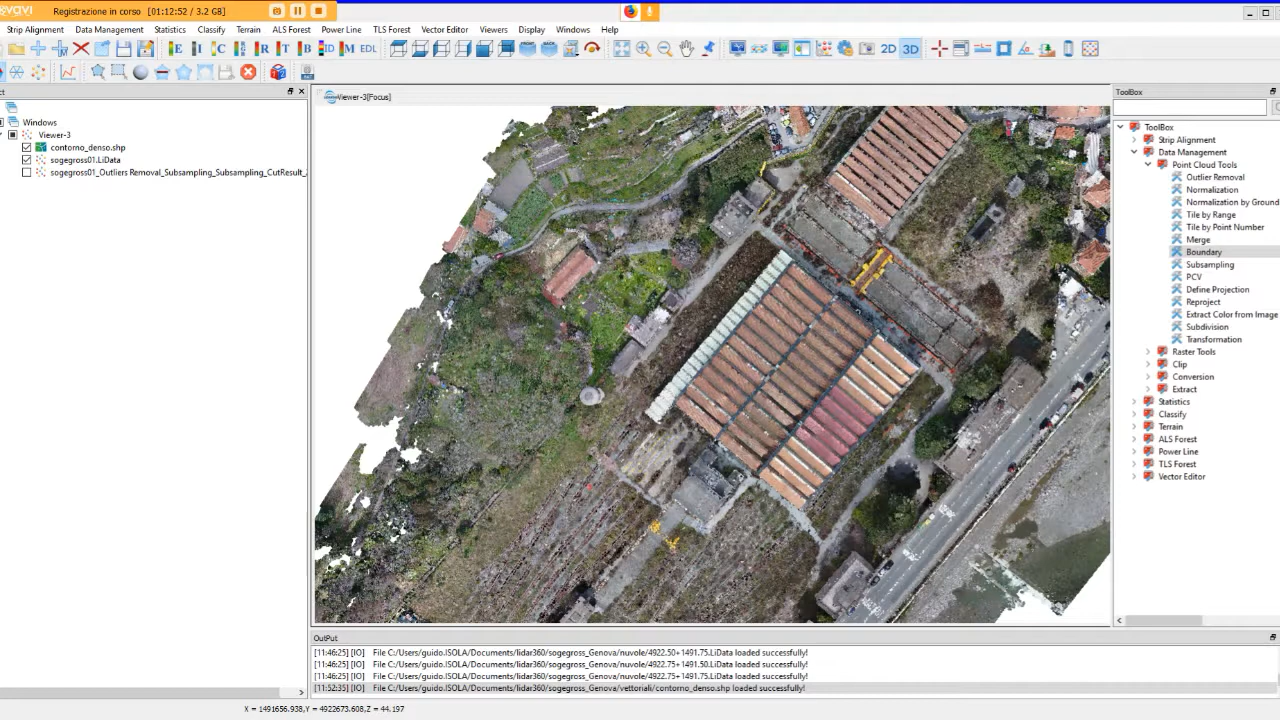 Registrazione in corso [01:12:52 / 3.2 GB]
Strip Alignment Data Management Statistics Classify Terrain ALS Forest Power Line TLS Forest Vector Editor Viewers Display Windows Help
E I C R T B ID M EDL 2D 3D
Viewer-3[Focus]
ToolBox
Windows
Viewer-3
contorno_denso.shp
sogegross01.LiData
sogegross01_Outliers Removal_Subsampling_Subsampling_CutResult_
ToolBox
Strip Alignment
Data Management
Point Cloud Tools
Outlier Removal
Normalization
Normalization by Ground
Tile by Range
Tile by Point Number
Merge
Boundary
Subsampling
PCV
Define Projection
Reproject
Extract Color from Image
Subdivision
Transformation
Raster Tools
Clip
Conversion
Extract
Statistics
Classify
Terrain
ALS Forest
Power Line
TLS Forest
Vector Editor
OutPut
[11:46:25] [IO] File C:/Users/guido.ISOLA/Documents/lidar360/sogegross_Genova/nuvole/4922.50+1491.75.LiData loaded successfully!
[11:46:25] [IO] File C:/Users/guido.ISOLA/Documents/lidar360/sogegross_Genova/nuvole/4922.75+1491.50.LiData loaded successfully!
[11:46:25] [IO] File C:/Users/guido.ISOLA/Documents/lidar360/sogegross_Genova/nuvole/4922.75+1491.75.LiData loaded successfully!
[11:52:35] [IO] File C:/Users/guido.ISOLA/Documents/lidar360/sogegross_Genova/vettoriali/contorno_denso.shp loaded successfully!
X = 1491656.938, Y = 4922673.608, Z = 44.197